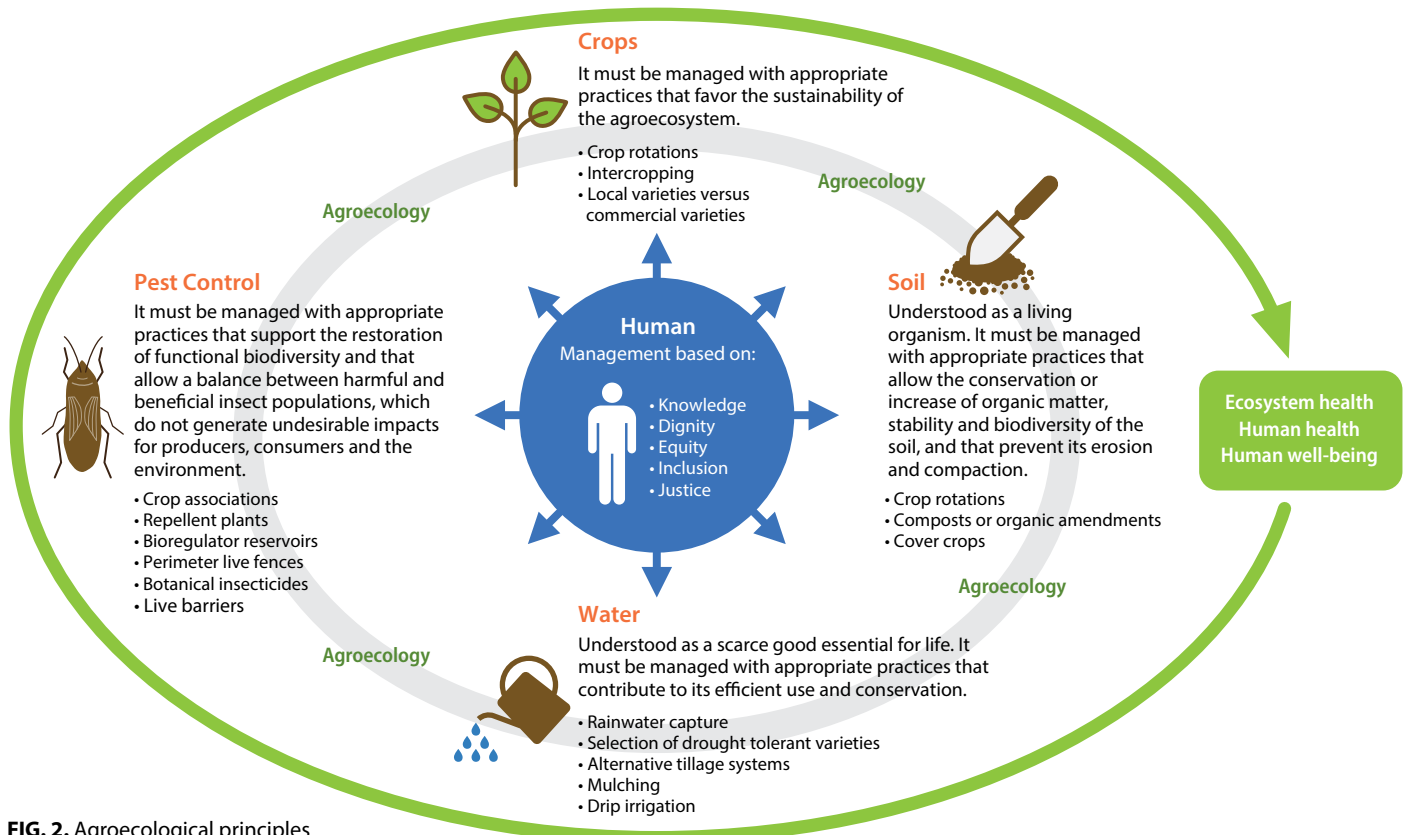 Crops
It must be managed with appropriate
practices that favor the sustainability of
the agroecosystem.
• Crop rotations
• Intercropping
• Local varieties versus
commercial varieties
Agroecology
Agroecology
Pest Control
It must be managed with appropriate
practices that support the restoration
of functional biodiversity and that
allow a balance between harmful and
beneficial insect populations, which
do not generate undesirable impacts
for producers, consumers and the
environment.
• Crop associations
• Repellent plants
• Bioregulator reservoirs
• Perimeter live fences
• Botanical insecticides
• Live barriers
Human
Management based on:
• Knowledge
• Dignity
• Equity
• Inclusion
• Justice
Soil
Understood as a living
organism. It must be managed
with appropriate practices that
allow the conservation or
increase of organic matter,
stability and biodiversity of the
soil, and that prevent its erosion
and compaction.
• Crop rotations
• Composts or organic amendments
• Cover crops
Ecosystem health
Human health
Human well-being
Agroecology
Agroecology
Water
Understood as a scarce good essential for life. It
must be managed with appropriate practices that
contribute to its efficient use and conservation.
• Rainwater capture
• Selection of drought tolerant varieties
• Alternative tillage systems
• Mulching
• Drip irrigation
FIG. 2. Agroecological principles